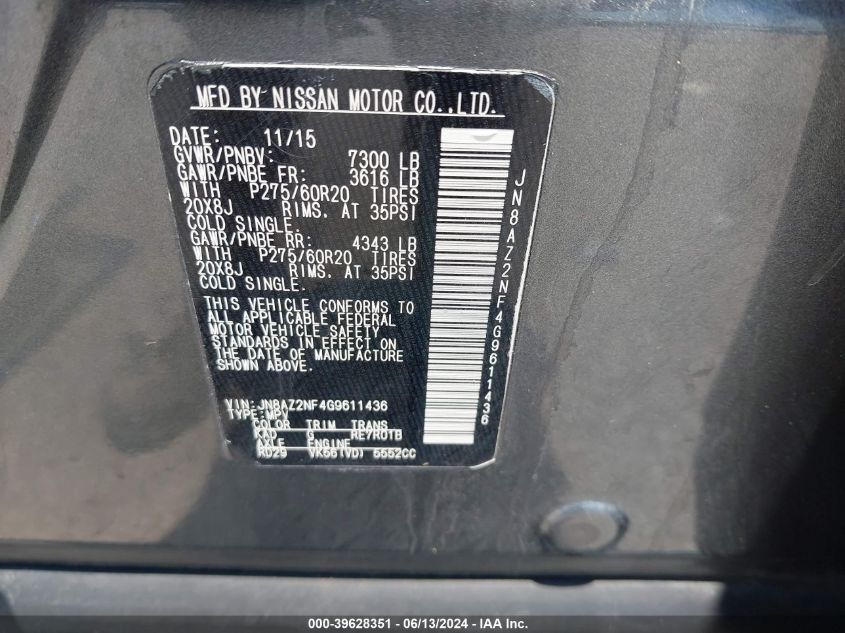 MFD BY NISSAN MOTOR CO.,LTD.
DATE: 11/15
GVWR/PNBV: 7300 LB
GAWR/PNBE FR: 3616 LB
WITH P275/60R20 TIRES
20X8J RIMS. AT 35PSI
COLD SINGLE.
GAWR/PNBE RR: 4343 LB
WITH P275/60R20 TIRES
20X8J RIMS. AT 35PSI
COLD SINGLE.
THIS VEHICLE CONFORMS TO
ALL APPLICABLE FEDERAL
MOTOR VEHICLE SAFETY
STANDARDS IN EFFECT ON
THE DATE OF MANUFACTURE
SHOWN ABOVE.
VIN: JN8AZ2NF4G9611436
TYPE:MPV
COLOR TRIM TRANS
KAD G RE7R01B
AXLE ENGINE
RD29 VK56(VD) 5552CC
JN8AZ2NF4G9611436
000-39628351 / 06/13/2024 - IAA Inc.